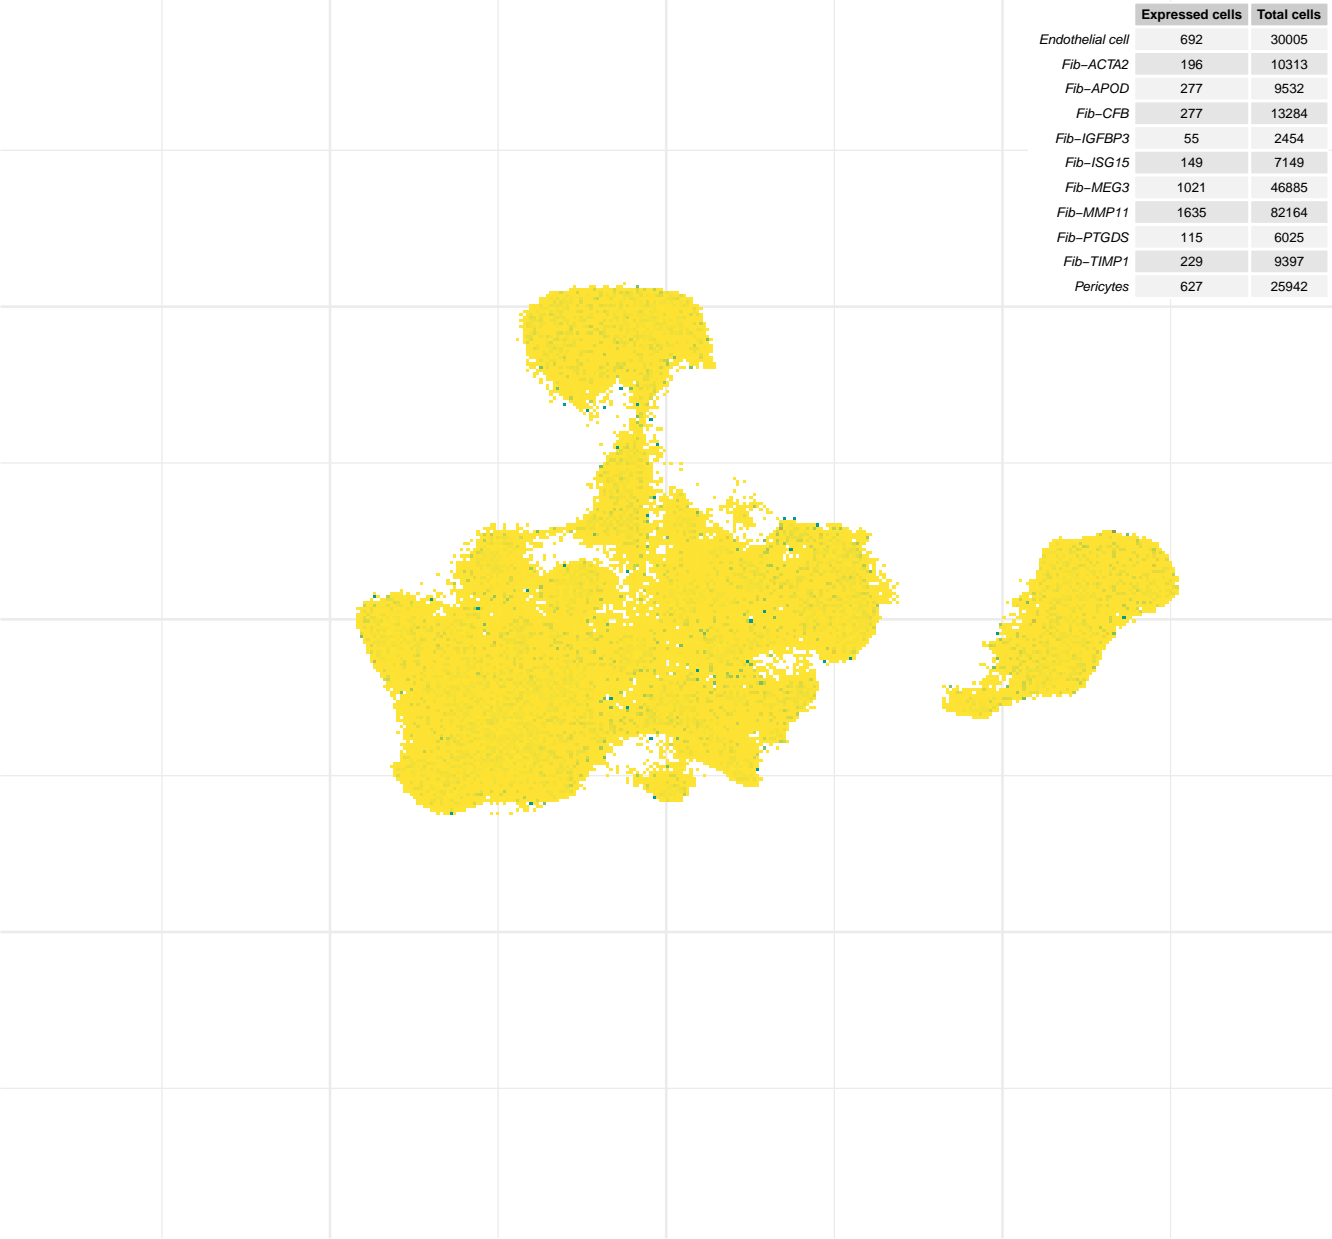 Expressed cells Total cells
Endothelial cell 692 30005
Fib−ACTA2 196 10313
Fib−APOD 277 9532
Fib−CFB 277 13284
Fib−IGFBP3 55 2454
Fib−ISG15 149 7149
Fib−MEG3 1021 46885
Fib−MMP11 1635 82164
Fib−PTGDS 115 6025
Fib−TIMP1 229 9397
Pericytes 627 25942